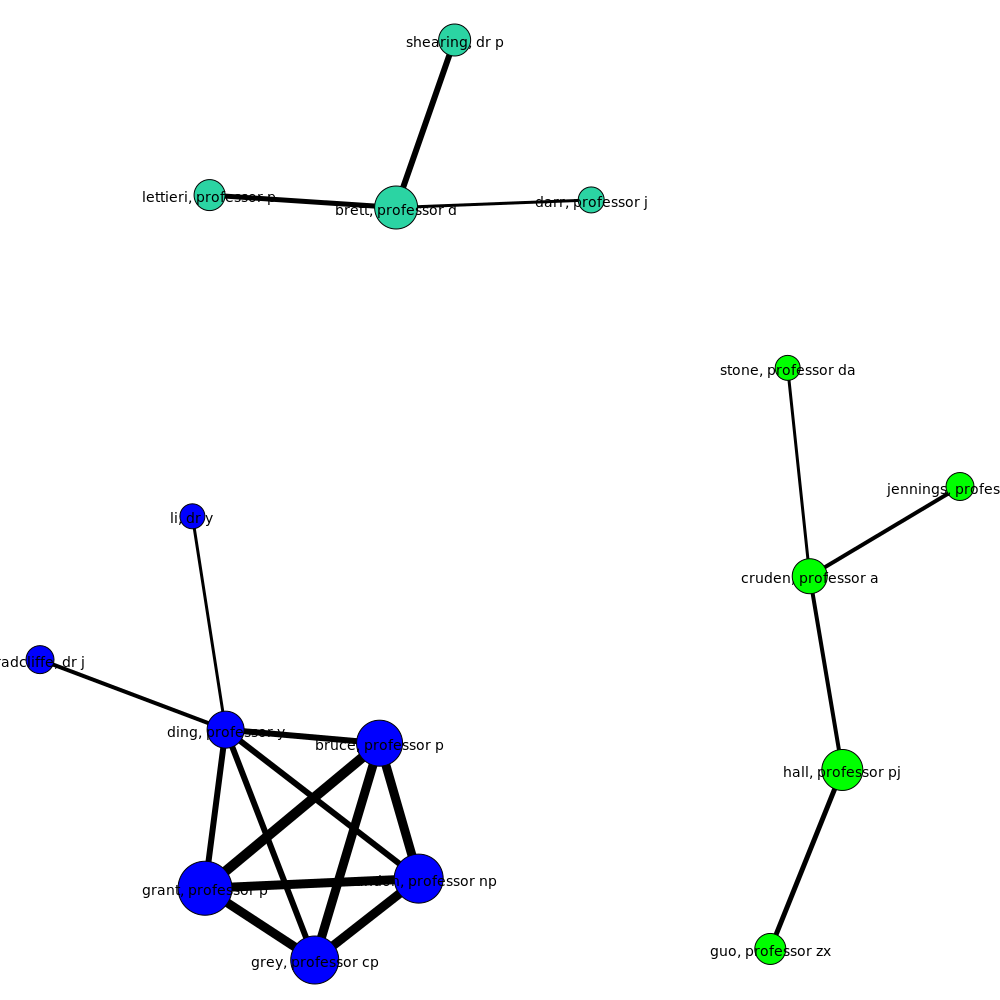 shearing, dr p
lettieri, professor p
darr, professor j
brett, professor d
stone, professor da
jennings, profes
li, dr y
cruden, professor a
radcliffe, dr j
ding, professor y
bruce, professor p
hall, professor pj
grant, professor p
professor np
guo, professor zx
grey, professor cp